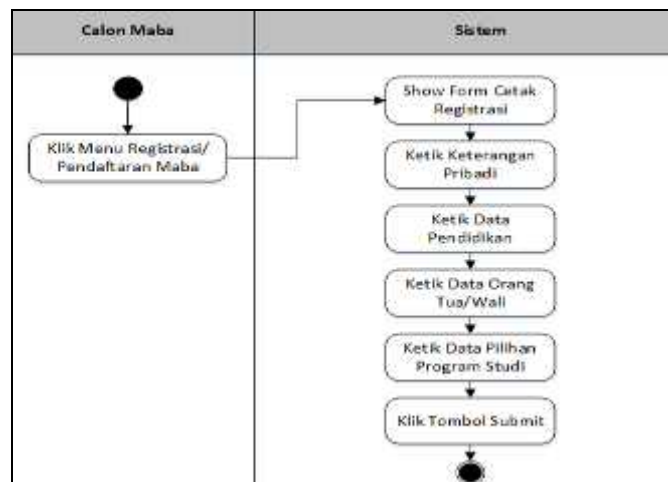 Calon Maba
Sistem
Klik Menu Registrasi/
Pendaftaran Maba
Show Form Cetak
Registrasi
Ketik Keterangan
Pribadi
Ketik Data
Pendidikan
Ketik Data Orang
Tua/Wali
Ketik Data Pilihan
Program Studi
Klik Tombol Submit